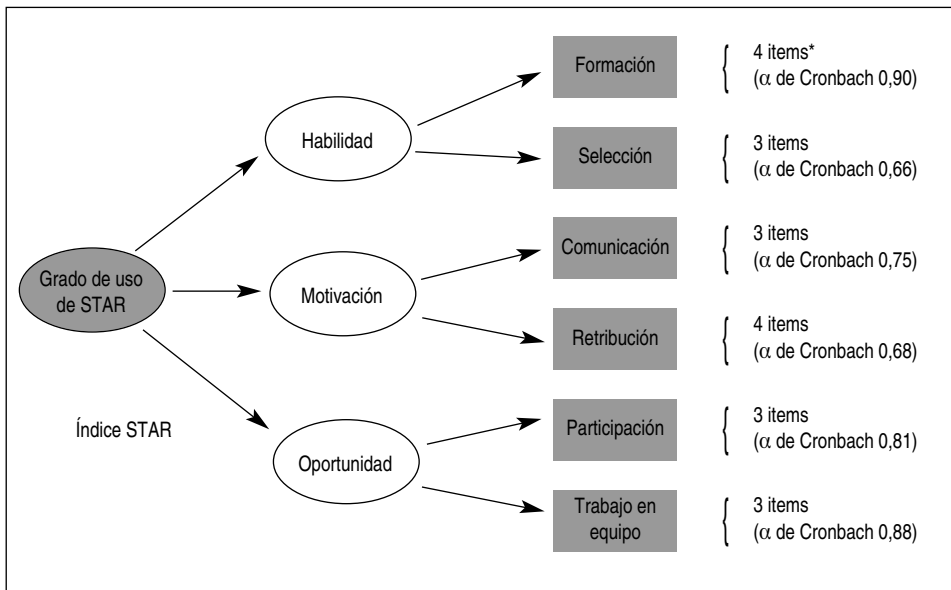 Grado de uso
de STAR
Índice STAR
Habilidad
Motivación
Oportunidad
Formación
4 items*
(α de Cronbach 0,90)
Selección
3 items
(α de Cronbach 0,66)
Comunicación
3 items
(α de Cronbach 0,75)
Retribución
4 items
(α de Cronbach 0,68)
Participación
3 items
(α de Cronbach 0,81)
Trabajo en
equipo
3 items
(α de Cronbach 0,88)